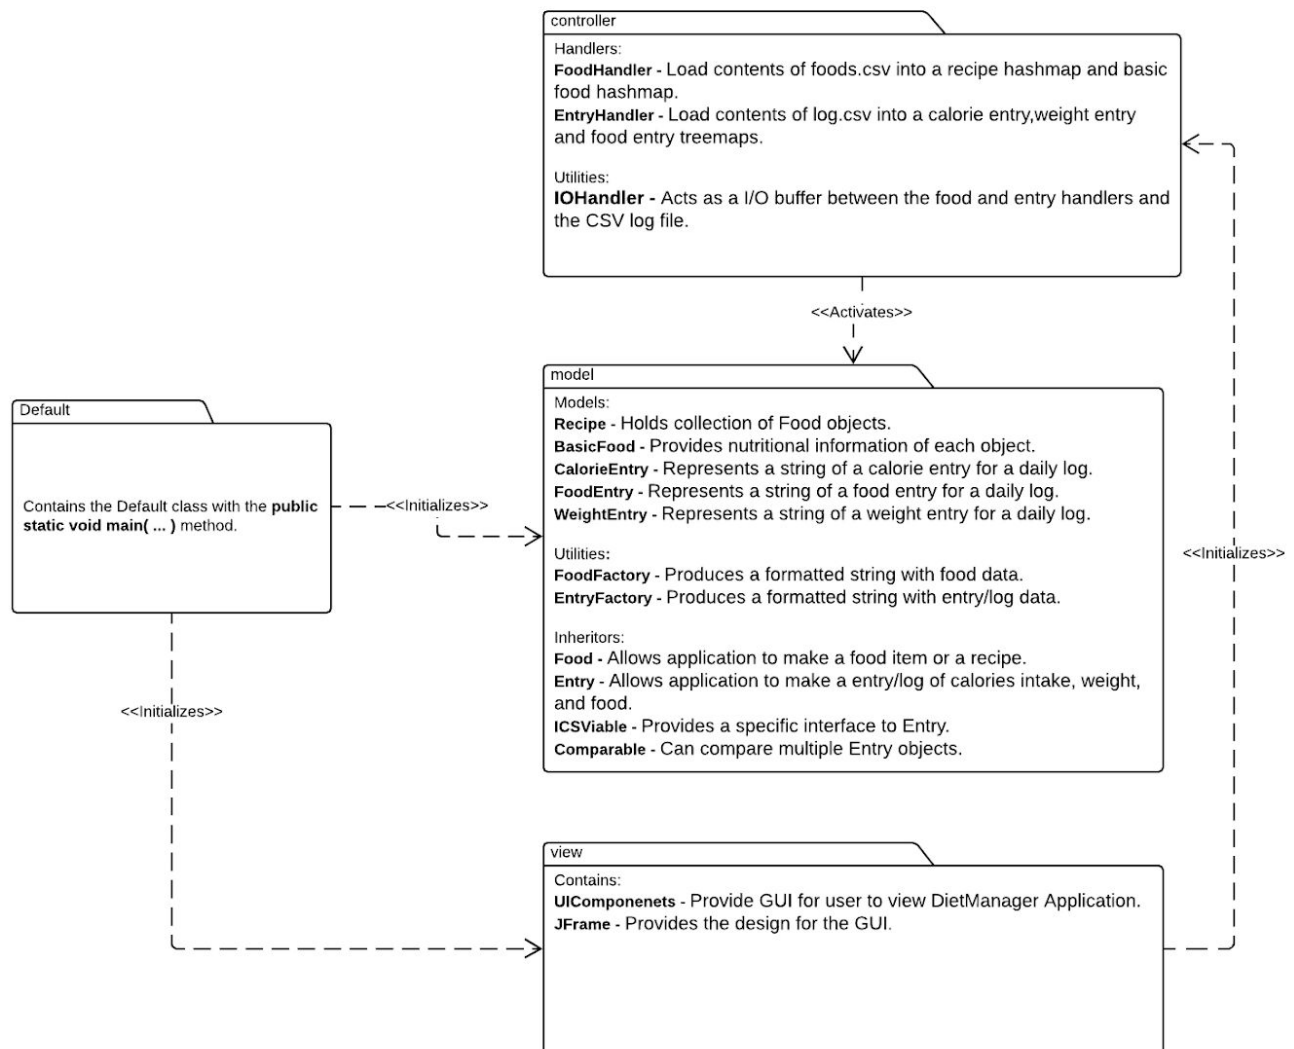 controller
Handlers:
FoodHandler - Load contents of foods.csv into a recipe hashmap and basic
food hashmap.
EntryHandler - Load contents of log.csv into a calorie entry,weight entry
and food entry treemaps.
Utilities:
IOHandler - Acts as a I/O buffer between the food and entry handlers and
the CSV log file.
<<Activates>>
model
Models:
Recipe - Holds collection of Food objects.
BasicFood - Provides nutritional information of each object.
CalorieEntry - Represents a string of a calorie entry for a daily log.
FoodEntry - Represents a string of a food entry for a daily log.
WeightEntry - Represents a string of a weight entry for a daily log.
Utilities:
FoodFactory - Produces a formatted string with food data.
EntryFactory - Produces a formatted string with entry/log data.
Inheritors:
Food - Allows application to make a food item or a recipe.
Entry - Allows application to make a entry/log of calories intake, weight,
and food.
ICSViable - Provides a specific interface to Entry.
Comparable - Can compare multiple Entry objects.
Default
Contains the Default class with the public
static void main( ... ) method.
<<Initializes>>
<<Initializes>>
<<Initializes>>
view
Contains:
UIComponenets - Provide GUI for user to view DietManager Application.
JFrame - Provides the design for the GUI.